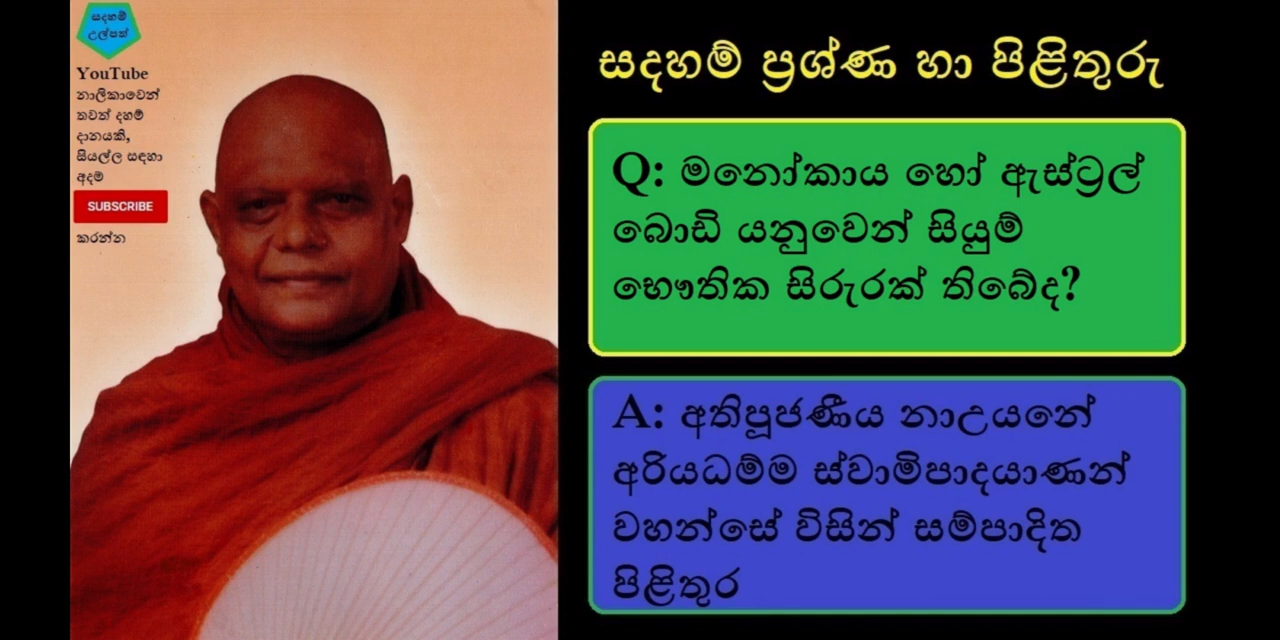 සදහම්
උල්පත්
YouTube
නාලිකාවෙන්
තවත් දහම්
දානයකි,
සියල්ල සඳහා
අදම
SUBSCRIBE
කරන්න
සදහම් ප්‍රශ්ණ හා පිළිතුරු
Q: මනෝකාය හෝ ඇස්ට්‍රල්
බොඩි යනුවෙන් සියුම්
භෞතික සිරුරක් තිබේද?
A: අතිපූජණීය නාඋයනේ
අරියධම්ම ස්වාමිපාදයාණන්
වහන්සේ විසින් සම්පාදිත
පිළිතුර